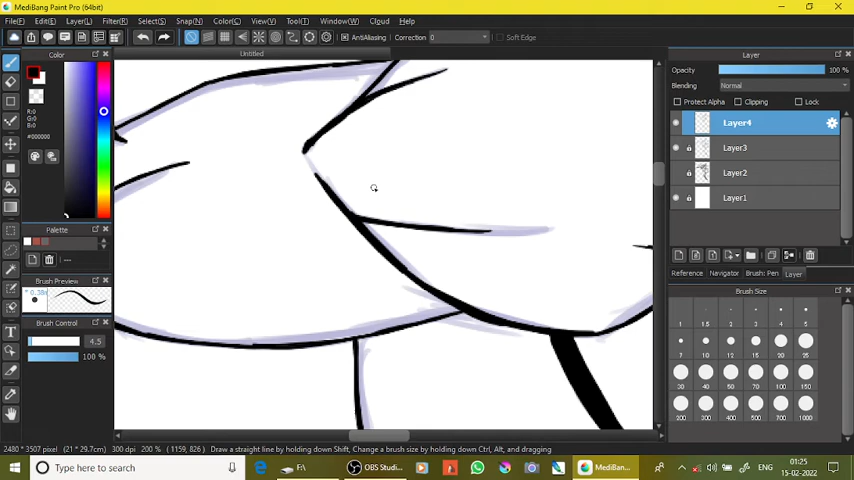 MediBang Paint Pro (64bit)
File(F) Edit(E) Layer(L) Filter(R) Select(S) Snap(N) Color(C) View(V) Tool(T) Window(W) Cloud Help
AntiAliasing Correction 0 Soft Edge
Color
Untitled
Layer
Opacity 100 %
Blending Normal
Protect Alpha Clipping Lock
R:0
G:0
B:0
#000000
Layer4
Layer3
Layer2
Layer1
Palette
---
Brush Preview
Reference Navigator Brush: Pen Layer
Brush Size
1 1.5 2 3 4 5
7 10 12 15 20 25
30 40 50 70 100 150
200 300 400 500 700 1000
Brush Control
4.5
100 %
2480 * 3507 pixel (21 * 29.7cm) 300 dpi 200 % (1159, 826) Draw a straight line by holding down Shift, Change a brush size by holding down Ctrl, Alt, and dragging
Type here to search
F:\
OBS Studi...
MediBang...
ENG
01:25
15-02-2022